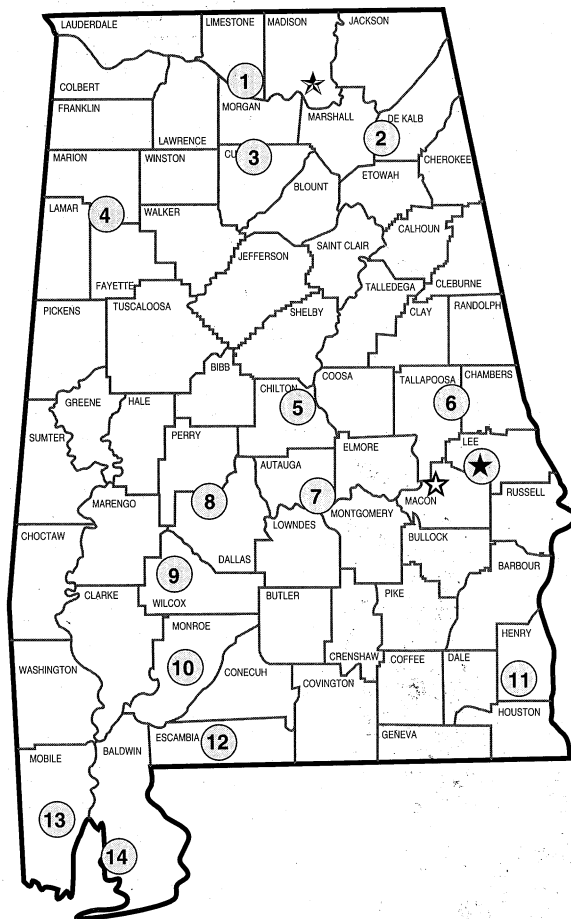 LAUDERDALE
LIMESTONE
MADISON
JACKSON
COLBERT
1
FRANKLIN
MORGAN
MARSHALL
DE KALB
2
LAWRENCE
MARION
WINSTON
CU
3
CHEROKEE
ETOWAH
BLOUNT
LAMAR
4
WALKER
SAINT CLAIR
CALHOUN
JEFFERSON
FAYETTE
TALLEDEGA
CLEBURNE
PICKENS
TUSCALOOSA
SHELBY
CLAY
RANDOLPH
BIBB
COOSA
TALLAPOOSA
CHAMBERS
CHILTON
5
6
GREENE
HALE
SUMTER
PERRY
ELMORE
LEE
AUTAUGA
MARENGO
8
7
MACON
RUSSELL
MONTGOMERY
LOWNDES
CHOCTAW
BULLOCK
DALLAS
BARBOUR
9
CLARKE
WILCOX
BUTLER
PIKE
MONROE
HENRY
10
CRENSHAW
COFFEE
DALE
WASHINGTON
CONECUH
COVINGTON
11
HOUSTON
ESCAMBIA
12
GENEVA
MOBILE
BALDWIN
13
14